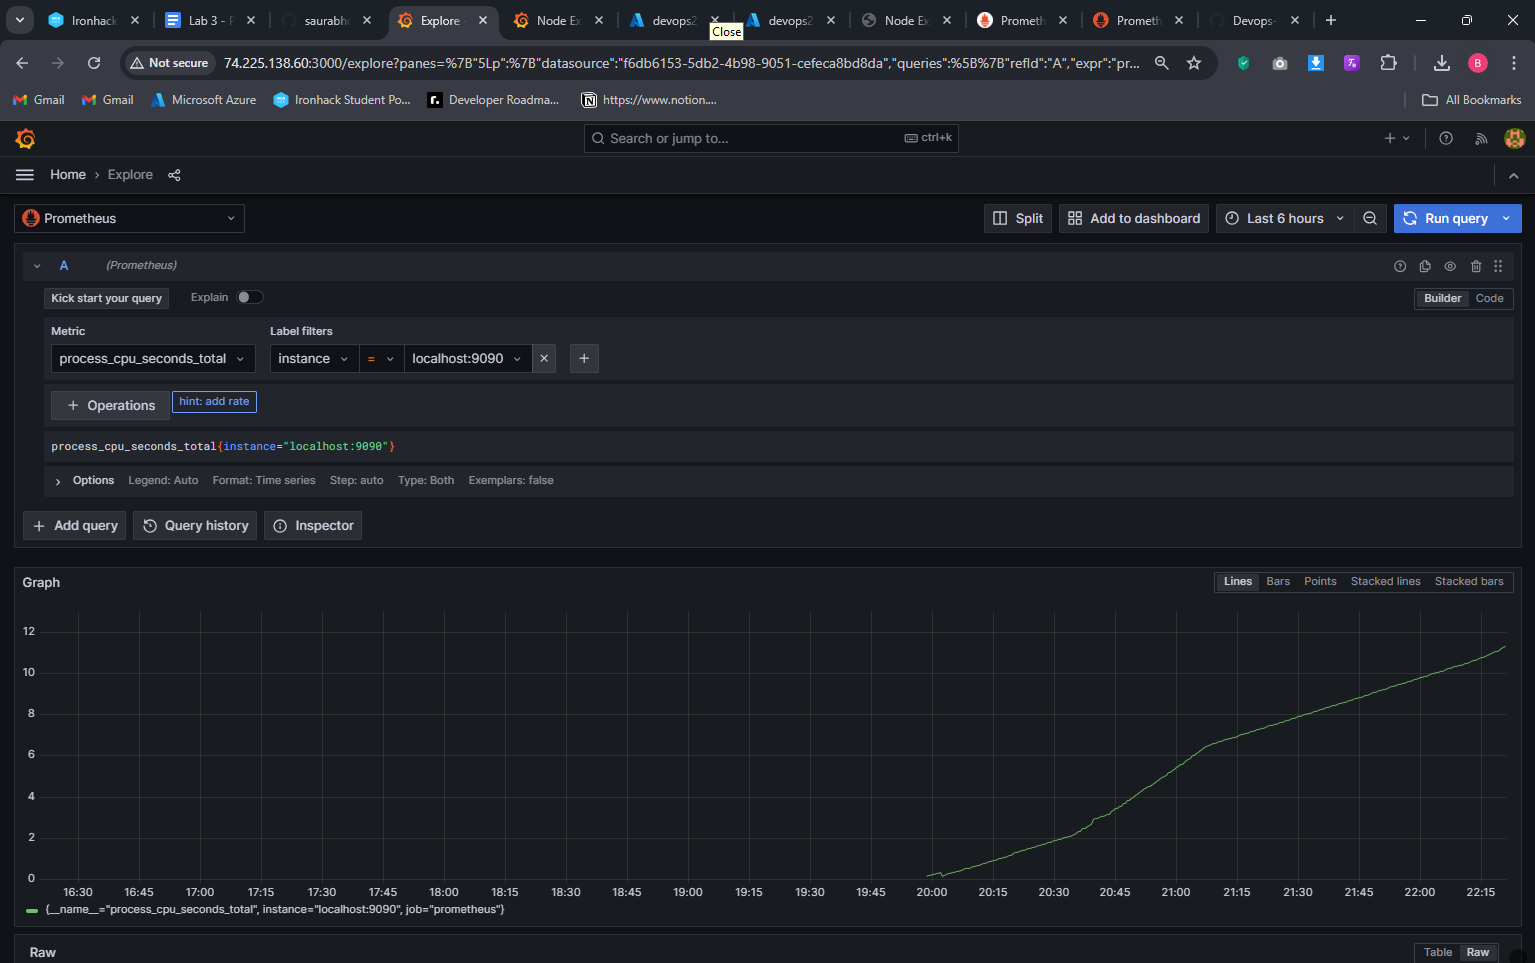 Ironhack
Lab 3 - P
saurabh
Explore
Node Ex
devops2
devops2
Node Ex
Prometh
Prometh
Devops-
Close
Not secure
74.225.138.60:3000/explore?panes=%7B"5Lp":%7B"datasource":"f6db6153-5db2-4b98-9051-cefeca8bd8da","queries":%5B%7B"refId":"A","expr":"pr...
Gmail
Gmail
Microsoft Azure
Ironhack Student Po...
Developer Roadma...
https://www.notion....
All Bookmarks
Search or jump to...
ctrl+k
Home › Explore
Prometheus
Split
Add to dashboard
Last 6 hours
Run query
A (Prometheus)
Kick start your query
Explain
Builder Code
Metric
Label filters
process_cpu_seconds_total
instance
=
localhost:9090
+ Operations
hint: add rate
process_cpu_seconds_total{instance="localhost:9090"}
Options Legend: Auto Format: Time series Step: auto Type: Both Exemplars: false
+ Add query
Query history
Inspector
Graph
Lines Bars Points Stacked lines Stacked bars
12
10
8
6
4
2
0
16:30 16:45 17:00 17:15 17:30 17:45 18:00 18:15 18:30 18:45 19:00 19:15 19:30 19:45 20:00 20:15 20:30 20:45 21:00 21:15 21:30 21:45 22:00 22:15
{__name__="process_cpu_seconds_total", instance="localhost:9090", job="prometheus"}
Raw
Table Raw